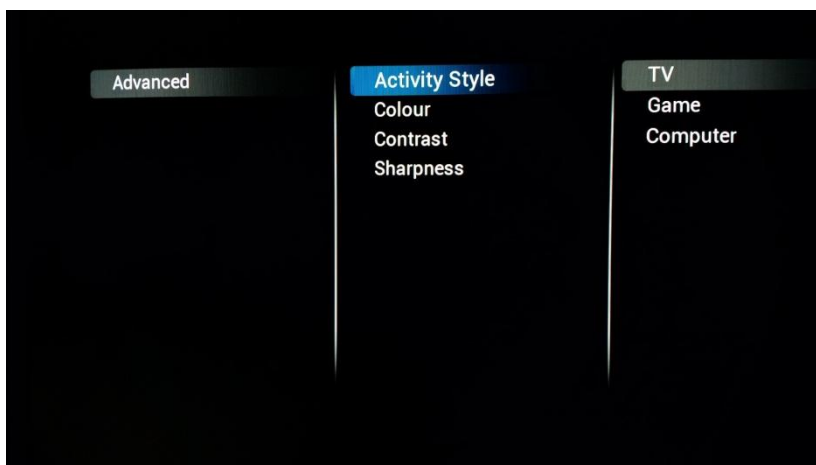 Advanced
Activity Style
Colour
Contrast
Sharpness
TV
Game
Computer